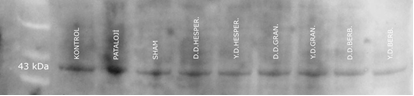 43 kDa
KONTROL
PATALOJİ
SHAM
D.D.HESPER.
Y.D.HESPER.
D.D.GRAN.
Y.D.GRAN.
D.D.BERB.
Y.D.BERB.